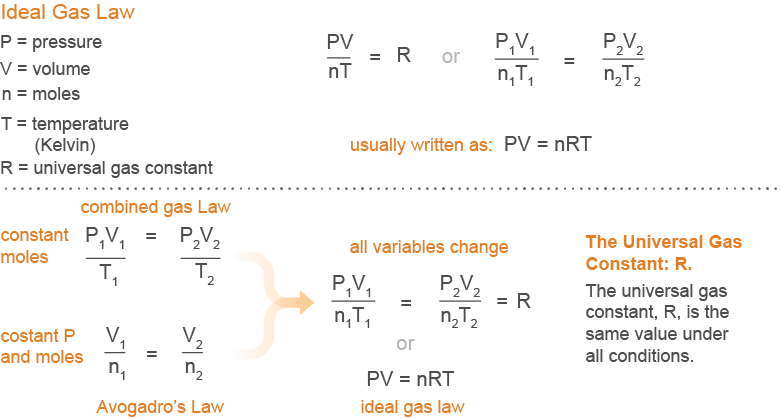 Ideal Gas Law
P = pressure
V = volume
n = moles
T = temperature
(Kelvin)
R = universal gas constant
PV/nT = R or P₁V₁/n₁T₁ = P₂V₂/n₂T₂
usually written as: PV = nRT
combined gas Law
constant moles
P₁V₁/T₁ = P₂V₂/T₂
costant P
and moles
V₁/n₁ = V₂/n₂
Avogadro's Law
all variables change
P₁V₁/n₁T₁ = P₂V₂/n₂T₂ = R
or
PV = nRT
ideal gas law
The Universal Gas
Constant: R.
The universal gas
constant, R, is the
same value under
all conditions.